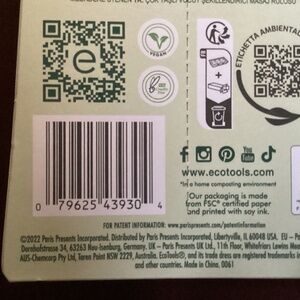 VEGAN
ETICHETTA AMBIENTAL
FR
www.ecotools.com
*In a home composting environment
Our packaging is made
from FSC® certified paper
and printed with soy ink.
0 79625 43930 4
FOR PATENT INFORMATION: www.parispresents.com/patentinformation
©2022 Paris Presents Incorporated. Distributed by Paris Presents Incorporated, Libertyville, IL 60048 USA. EU – P
34, 63263 Neu-Isenburg, Germany. UK – Paris Presents UK Ltd., 11th Floor, Whitefriars Lewins Mead
AUS-Chemcorp Pty Ltd, Taren Point NSW 2229, Australia. EcoTools®, and its trade dress are registered trademarks
and other countries. Made in China. 0061